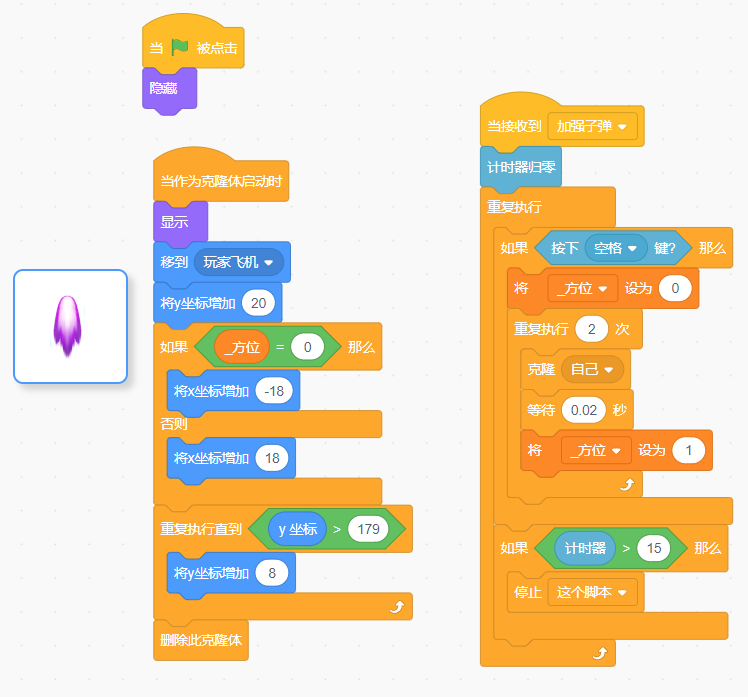 当 被点击
隐藏
当作为克隆体启动时
显示
移到 玩家飞机
将y坐标增加 20
如果 _方位 = 0 那么
将x坐标增加 -18
否则
将x坐标增加 18
重复执行直到 y 坐标 > 179
将y坐标增加 8
删除此克隆体
当接收到 加强子弹
计时器归零
重复执行
如果 按下 空格 键? 那么
将 _方位 设为 0
重复执行 2 次
克隆 自己
等待 0.02 秒
将 _方位 设为 1
如果 计时器 > 15 那么
停止 这个脚本